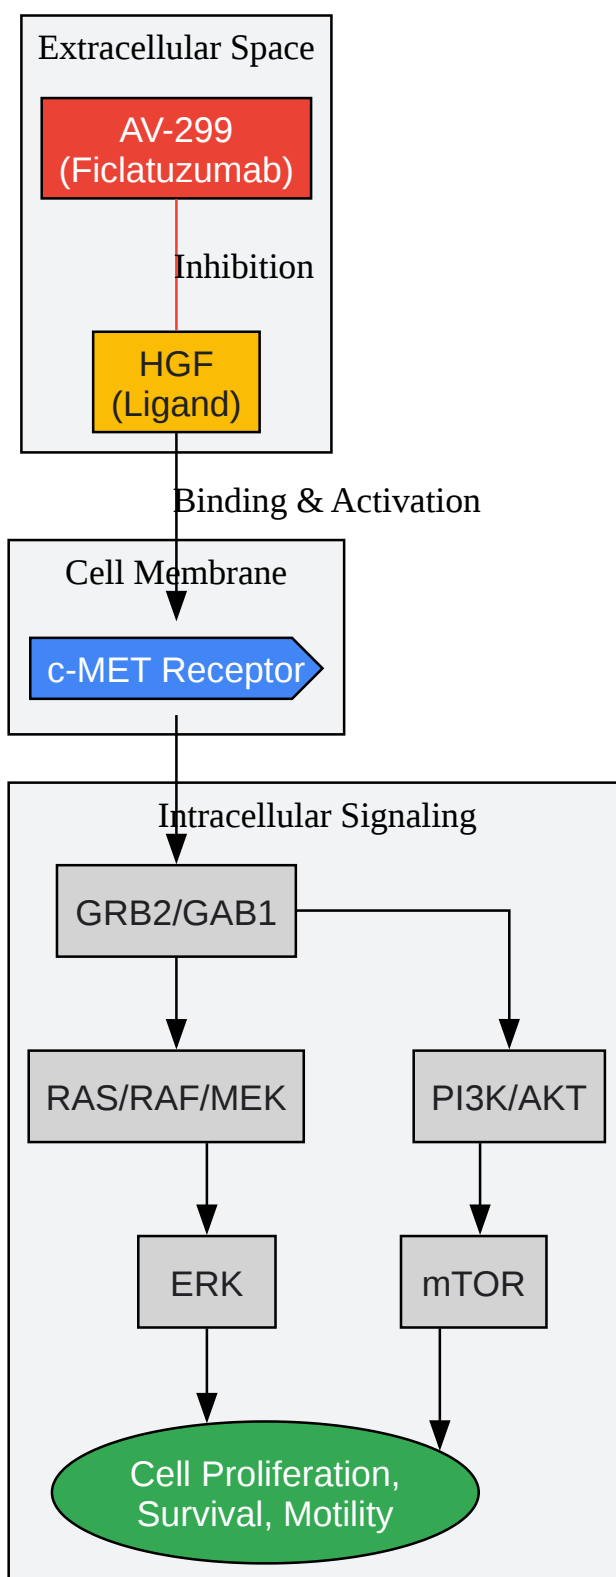 Extracellular Space
AV-299
(Ficlatuzumab)
Inhibition
HGF
(Ligand)
Binding & Activation
Cell Membrane
c-MET Receptor
Intracellular Signaling
GRB2/GAB1
RAS/RAF/MEK
PI3K/AKT
ERK
mTOR
Cell Proliferation,
Survival, Motility